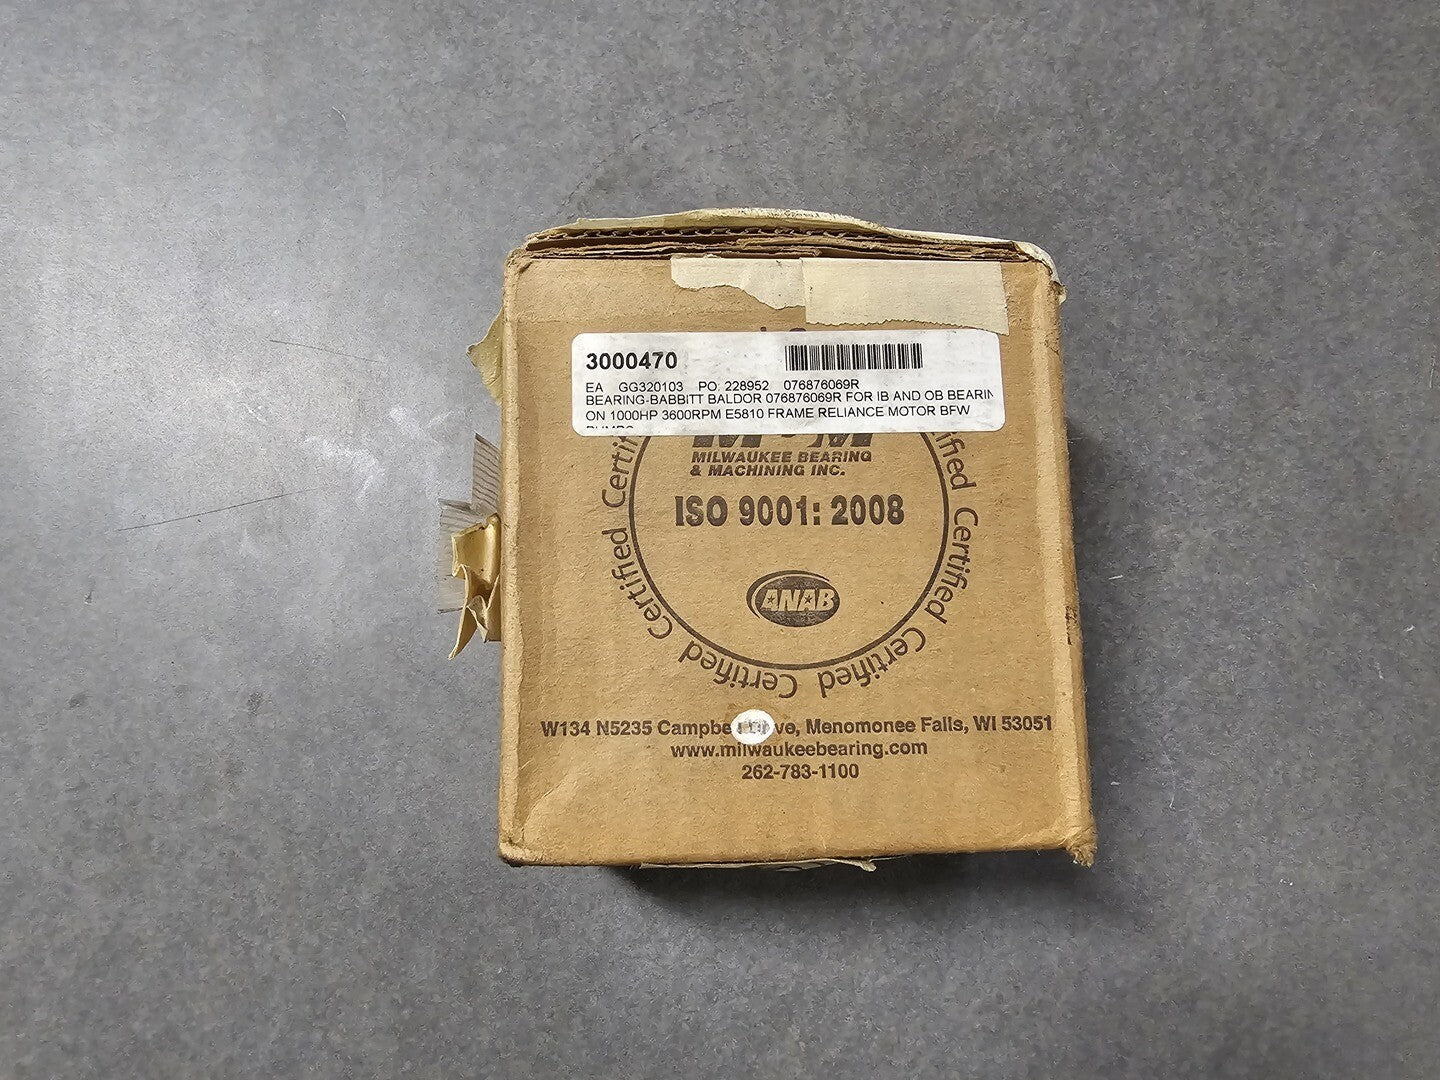 3000470
EA GG320103 PO: 228952 076876069R
BEARING-BABBITT BALDOR 076876069R FOR IB AND OB BEARIN
ON 1000HP 3600RPM E5810 FRAME RELIANCE MOTOR BFW
MILWAUKEE BEARING
& MACHINING INC.
ISO 9001: 2008
ANAB
Certified Certified Certified Certified Certified Certified
W134 N5235 Campbe ve, Menomonee Falls, WI 53051
www.milwaukeebearing.com
262-783-1100